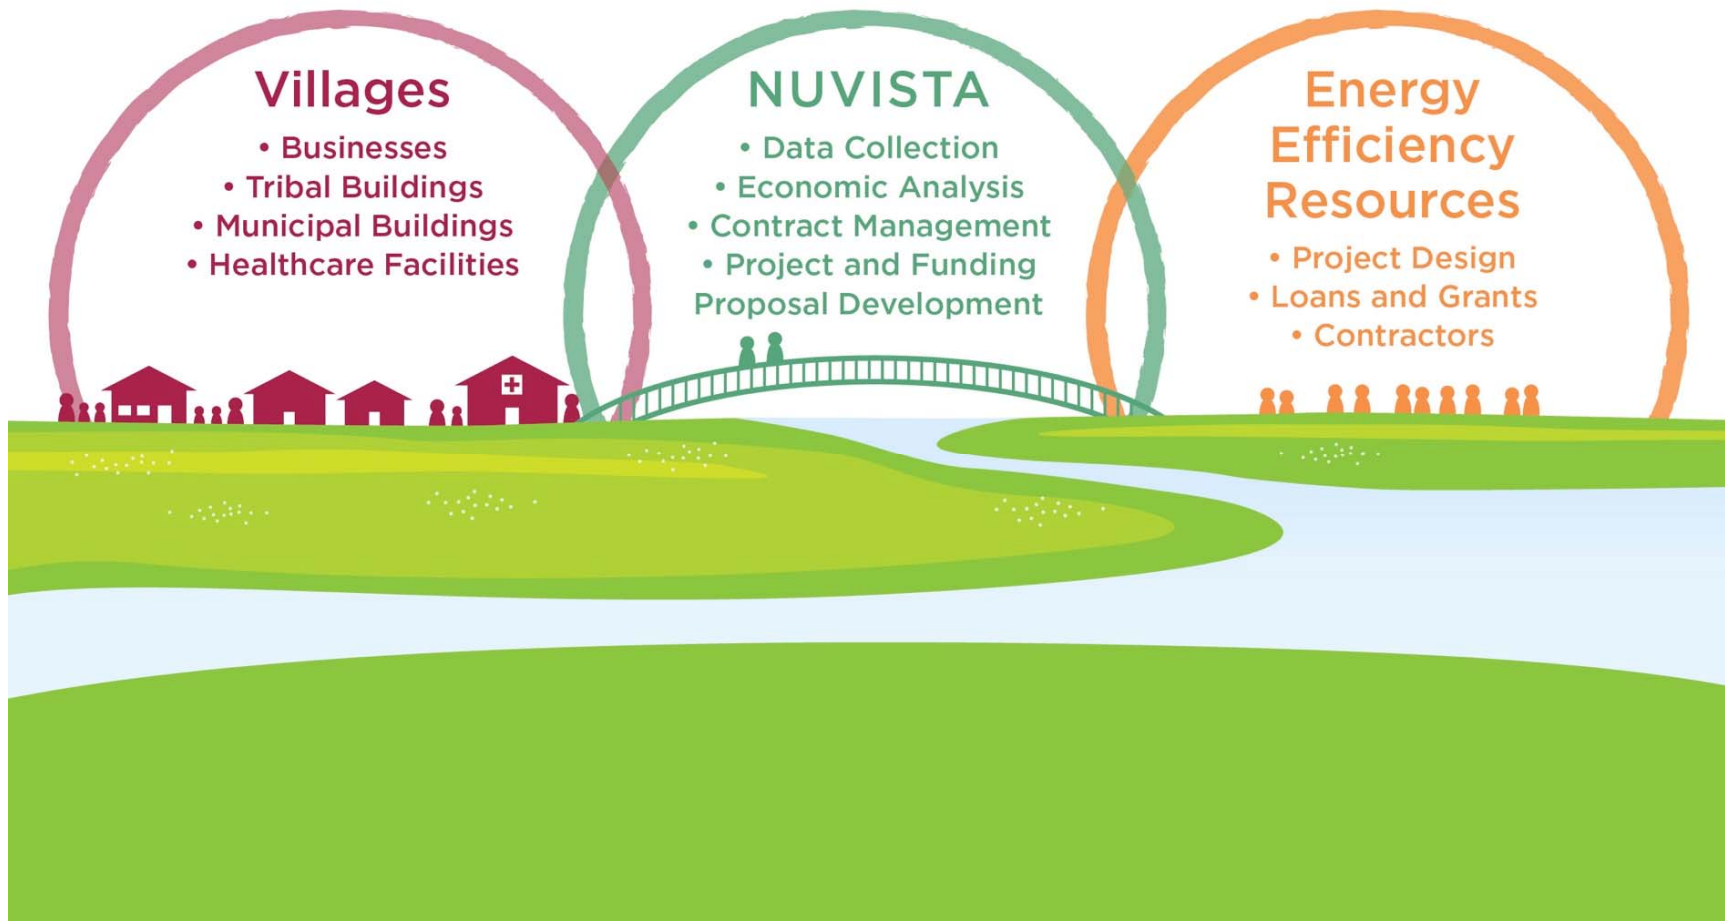 Villages
• Businesses
• Tribal Buildings
• Municipal Buildings
• Healthcare Facilities
NUVISTA
• Data Collection
• Economic Analysis
• Contract Management
• Project and Funding
Proposal Development
Energy
Efficiency
Resources
• Project Design
• Loans and Grants
• Contractors